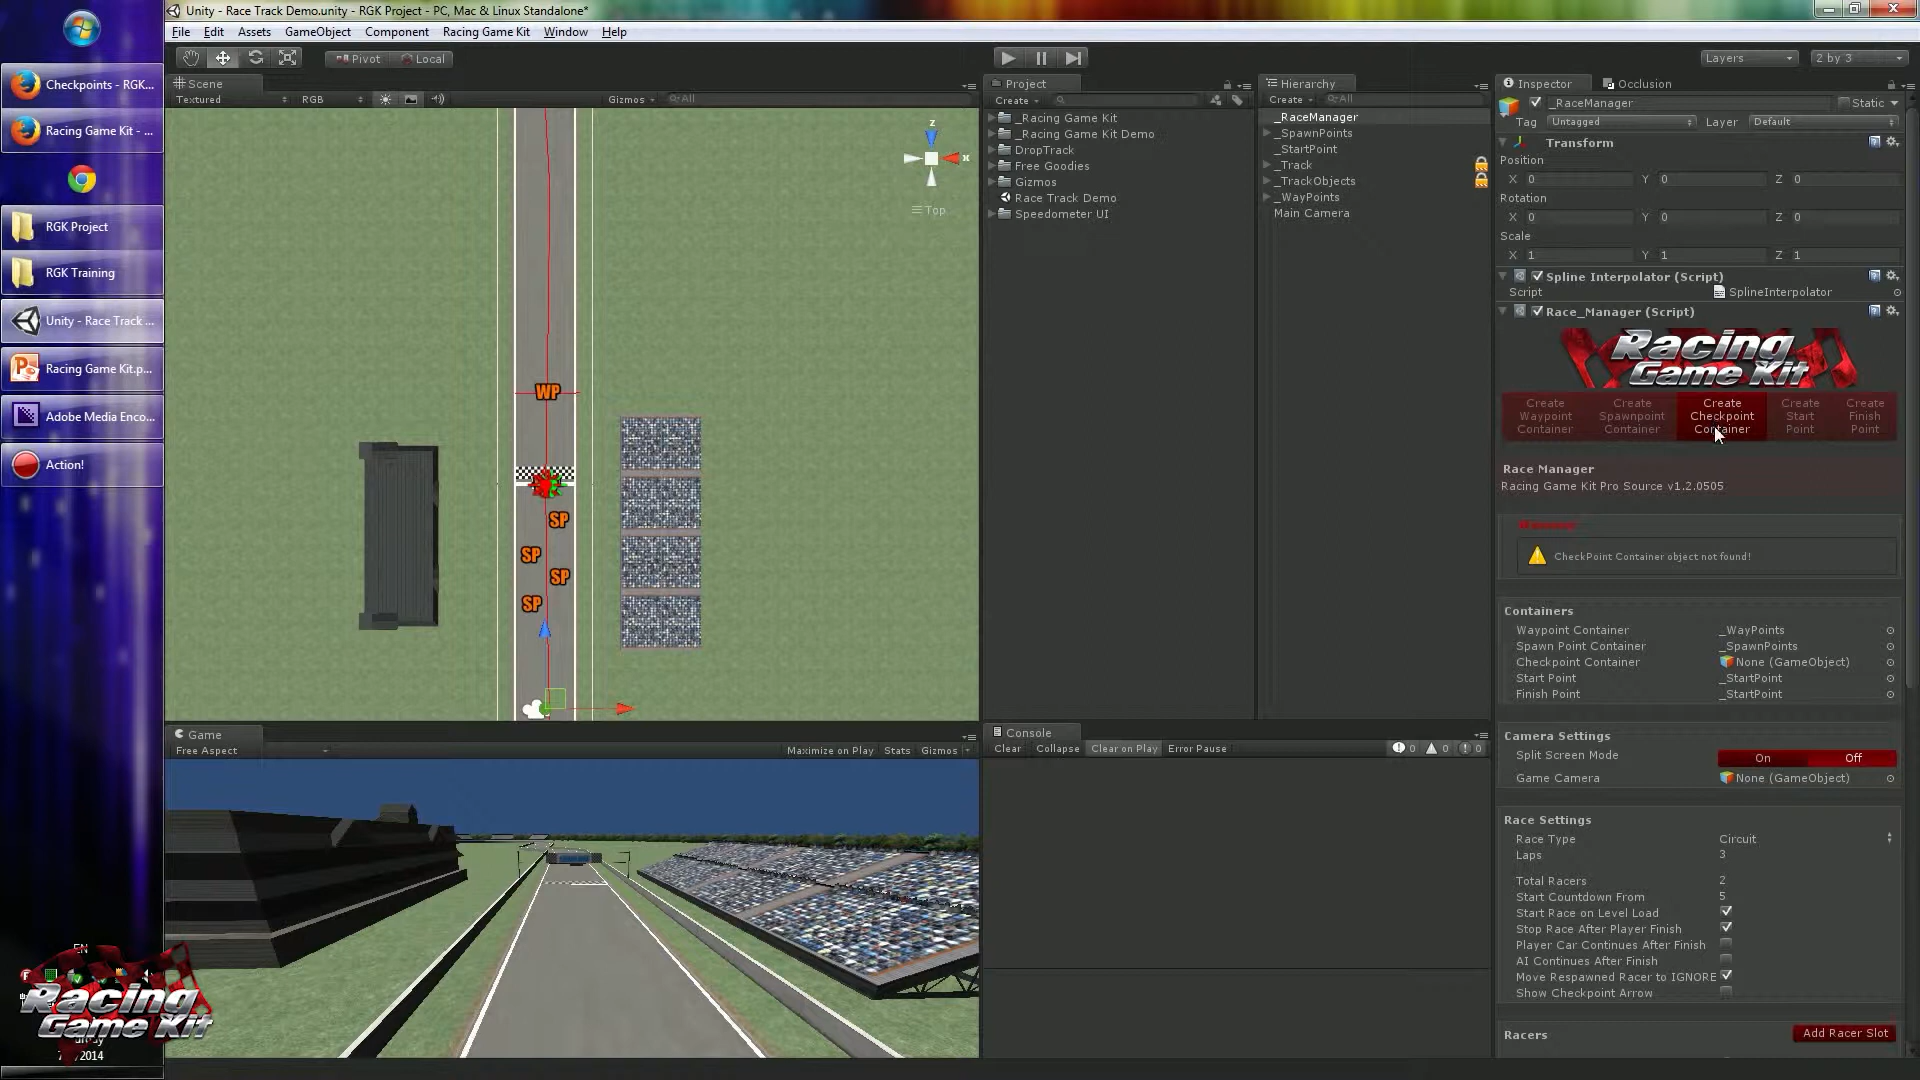 Unity - Race Track Demo.unity - RGK Project - PC, Mac & Linux Standalone*
File Edit Assets GameObject Component Racing Game Kit Window Help
Pivot Local
Layers 2 by 3
Checkpoints - RGK...
Racing Game Kit - ...
RGK Project
RGK Training
Unity - Race Track ...
Racing Game Kit.p...
Adobe Media Enco...
Action!
EN
Racing
Game Kit
Scene
Textured RGB Gizmos All
z
x
Top
WP
SP
SP
SP
SP
Game
Free Aspect Maximize on Play Stats Gizmos
Project
Create
_Racing Game Kit
_Racing Game Kit Demo
DropTrack
Free Goodies
Gizmos
Race Track Demo
Speedometer UI
Hierarchy
Create All
_RaceManager
_SpawnPoints
_StartPoint
_Track
_TrackObjects
_WayPoints
Main Camera
Console
Clear Collapse Clear on Play Error Pause 0 0 0
Inspector Occlusion
_RaceManager Static
Tag Untagged Layer Default
Transform
Position
X 0 Y 0 Z 0
Rotation
X 0 Y 0 Z 0
Scale
X 1 Y 1 Z 1
Spline Interpolator (Script)
Script SplineInterpolator
Race_Manager (Script)
Racing
Game Kit
Create Waypoint Container
Create Spawnpoint Container
Create Checkpoint Container
Create Start Point
Create Finish Point
Race Manager
Racing Game Kit Pro Source v1.2.0505
CheckPoint Container object not found!
Containers
Waypoint Container _WayPoints
Spawn Point Container _SpawnPoints
Checkpoint Container None (GameObject)
Start Point _StartPoint
Finish Point _StartPoint
Camera Settings
Split Screen Mode On Off
Game Camera None (GameObject)
Race Settings
Race Type Circuit
Laps 3
Total Racers 2
Start Countdown From 5
Start Race on Level Load
Stop Race After Player Finish
Player Car Continues After Finish
AI Continues After Finish
Move Respawned Racer to IGNORE
Show Checkpoint Arrow
Racers Add Racer Slot